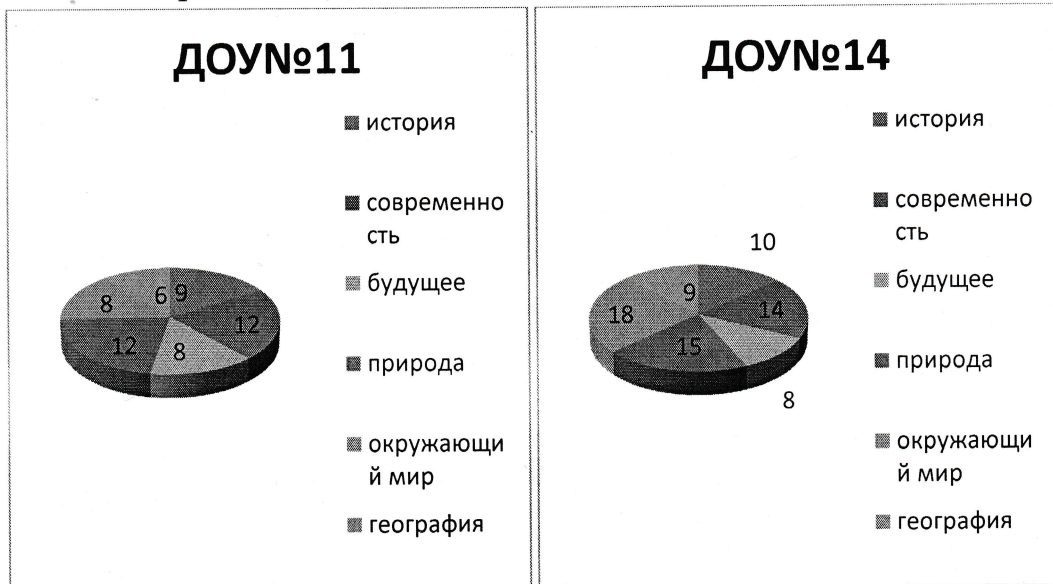 ДОУ№11
история
современно
сть
будущее
природа
окружающи
й мир
география
6 9
8
12
12
8
ДОУ№14
история
современно
сть
будущее
природа
окружающи
й мир
география
10
9
14
18
15
8